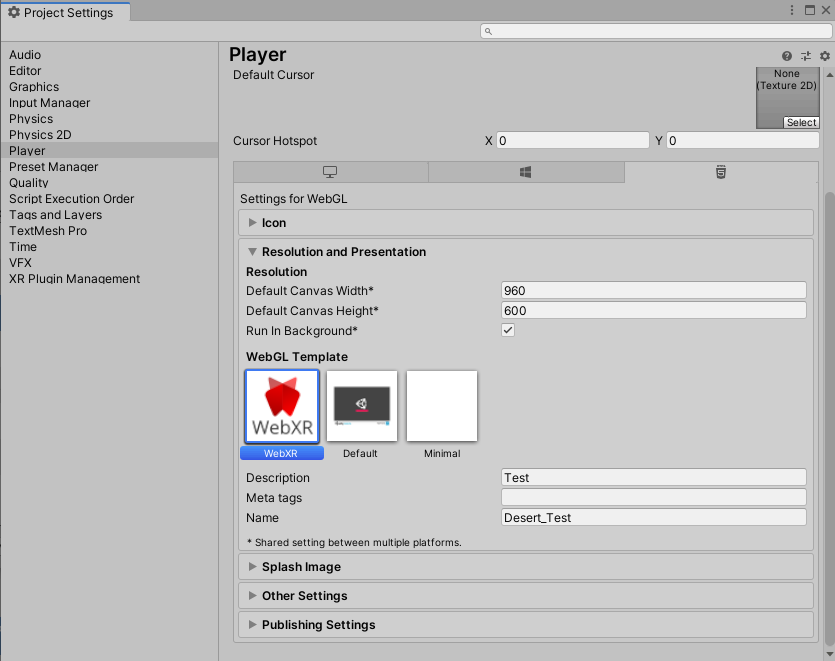 Project Settings
Audio
Editor
Graphics
Input Manager
Physics
Physics 2D
Player
Preset Manager
Quality
Script Execution Order
Tags and Layers
TextMesh Pro
Time
VFX
XR Plugin Management
Player
Default Cursor
None
(Texture 2D)
Select
Cursor Hotspot X 0 Y 0
Settings for WebGL
Icon
Resolution and Presentation
Resolution
Default Canvas Width* 960
Default Canvas Height* 600
Run In Background*
WebGL Template
WebXR
WebXR Default Minimal
Description Test
Meta tags
Name Desert_Test
* Shared setting between multiple platforms.
Splash Image
Other Settings
Publishing Settings